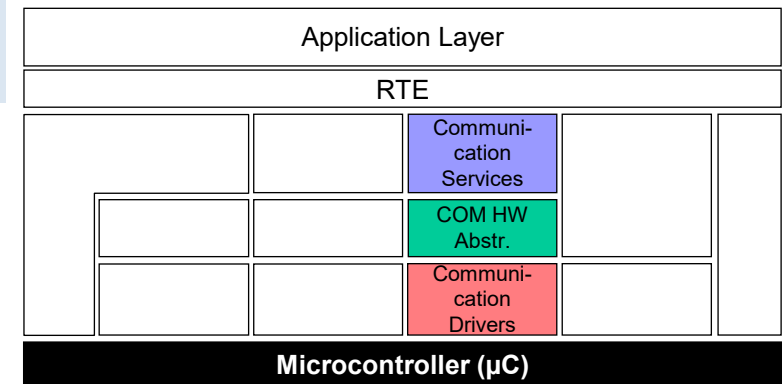 Application Layer
RTE
Communi-
cation
Services
COM HW
Abstr.
Communi-
cation
Drivers
Microcontroller (µC)